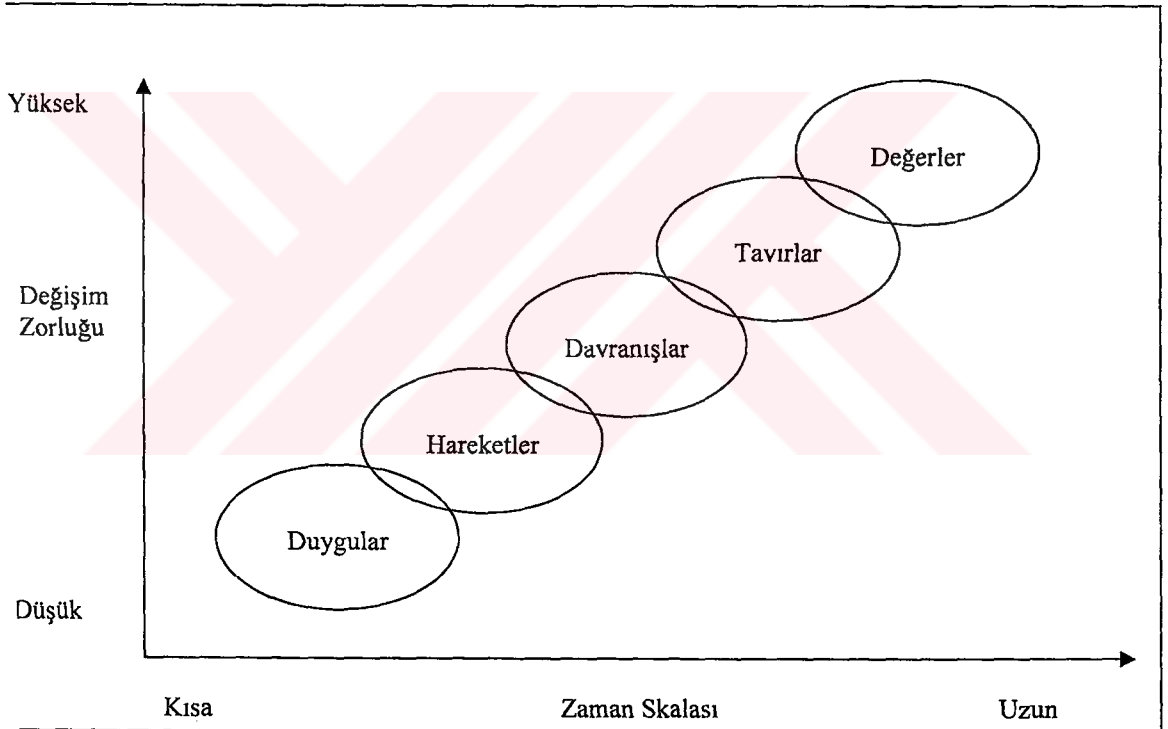 Yüksek
Değerler
Tavırlar
Değişim
Zorluğu
Davranışlar
Hareketler
Duygular
Düşük
Kısa Zaman Skalası Uzun